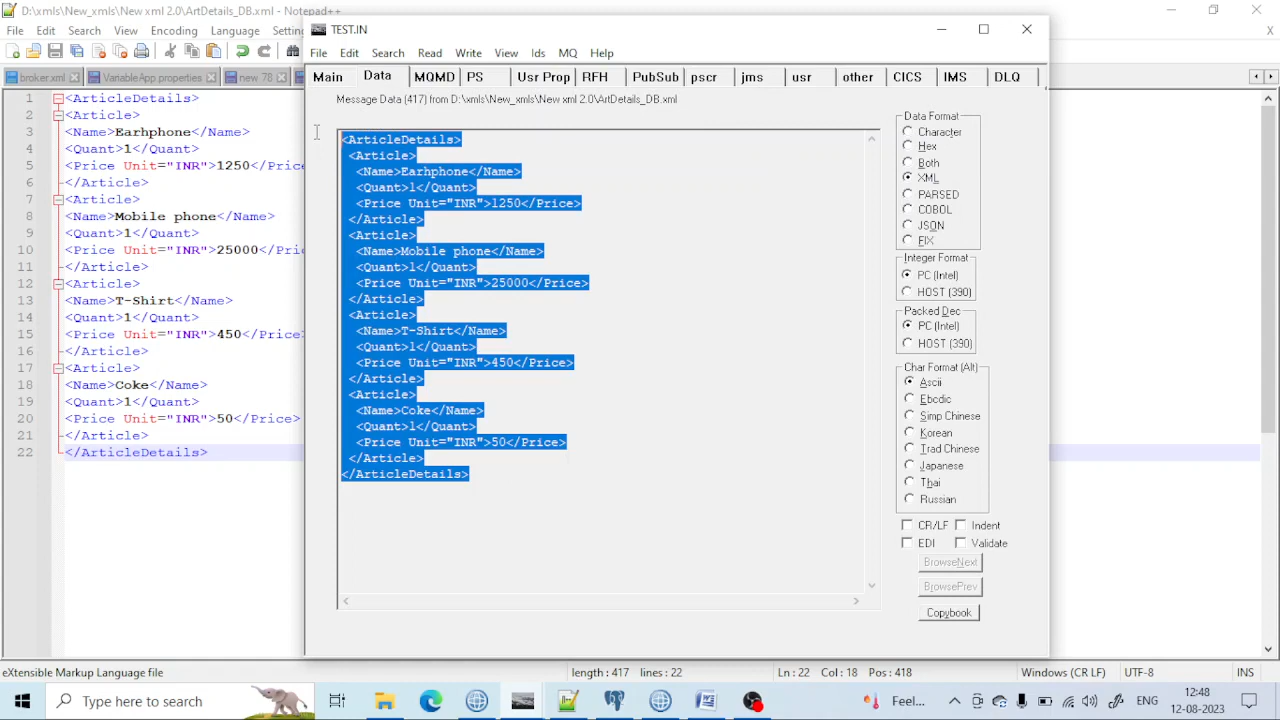 D:\xmls\New_xmls\New xml 2.0\ArtDetails_DB.xml - Notepad++
File Edit Search View Encoding Language Settin
broker.xml
Variable App properties
new 78
1 <ArticleDetails>
2 <Article>
3 <Name>Earhphone</Name>
4 <Quant>1</Quant>
5 <Price Unit="INR">1250</Price
6 </Article>
7 <Article>
8 <Name>Mobile phone</Name>
9 <Quant>1</Quant>
10 <Price Unit="INR">25000</Pric
11 </Article>
12 <Article>
13 <Name>T-Shirt</Name>
14 <Quant>1</Quant>
15 <Price Unit="INR">450</Price>
16 </Article>
17 <Article>
18 <Name>Coke</Name>
19 <Quant>1</Quant>
20 <Price Unit="INR">50</Price>
21 </Article>
22 </ArticleDetails>
TEST.IN
File Edit Search Read Write View Ids MQ Help
Main Data MQMD PS Usr Prop RFH PubSub pscr jms usr other CICS IMS DLQ
Message Data (417) from D:\xmls\New_xmls\New xml 2.0\ArtDetails_DB.xml
<ArticleDetails>
<Article>
<Name>Earhphone</Name>
<Quant>1</Quant>
<Price Unit="INR">1250</Price>
</Article>
<Article>
<Name>Mobile phone</Name>
<Quant>1</Quant>
<Price Unit="INR">25000</Price>
</Article>
<Article>
<Name>T-Shirt</Name>
<Quant>1</Quant>
<Price Unit="INR">450</Price>
</Article>
<Article>
<Name>Coke</Name>
<Quant>1</Quant>
<Price Unit="INR">50</Price>
</Article>
</ArticleDetails>
Data Format
Character
Hex
Both
XML
PARSED
COBOL
JSON
FIX
Integer Format
PC (Intel)
HOST (390)
Packed Dec
PC (Intel)
HOST (390)
Char Format (Alt)
Ascii
Ebcdic
Simp Chinese
Korean
Trad Chinese
Japanese
Thai
Russian
CR/LF Indent
EDI Validate
BrowseNext
BrowsePrev
Copybook
eXtensible Markup Language file length : 417 lines : 22 Ln : 22 Col : 18 Pos : 418 Windows (CR LF) UTF-8 INS
Type here to search
Feel... ENG
12:48
12-08-2023